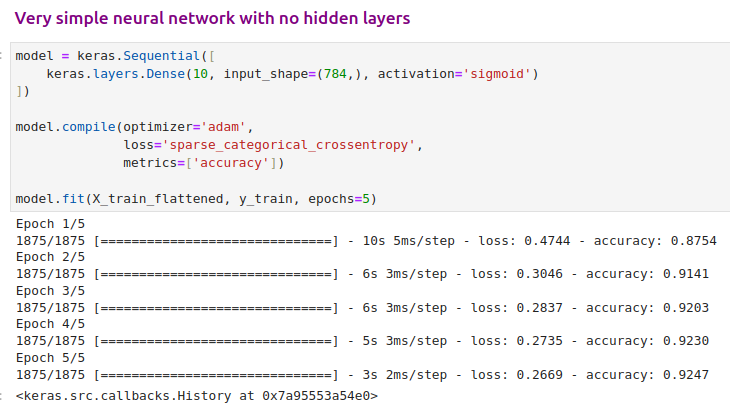 Very simple neural network with no hidden layers
model = keras.Sequential([
    keras.layers.Dense(10, input_shape=(784,), activation='sigmoid')
])
model.compile(optimizer='adam',
              loss='sparse_categorical_crossentropy',
              metrics=['accuracy'])
model.fit(X_train_flattened, y_train, epochs=5)
Epoch 1/5
1875/1875 [==============================] - 10s 5ms/step - loss: 0.4744 - accuracy: 0.8754
Epoch 2/5
1875/1875 [==============================] - 6s 3ms/step - loss: 0.3046 - accuracy: 0.9141
Epoch 3/5
1875/1875 [==============================] - 6s 3ms/step - loss: 0.2837 - accuracy: 0.9203
Epoch 4/5
1875/1875 [==============================] - 5s 3ms/step - loss: 0.2735 - accuracy: 0.9230
Epoch 5/5
1875/1875 [==============================] - 3s 2ms/step - loss: 0.2669 - accuracy: 0.9247
<keras.src.callbacks.History at 0x7a95553a54e0>